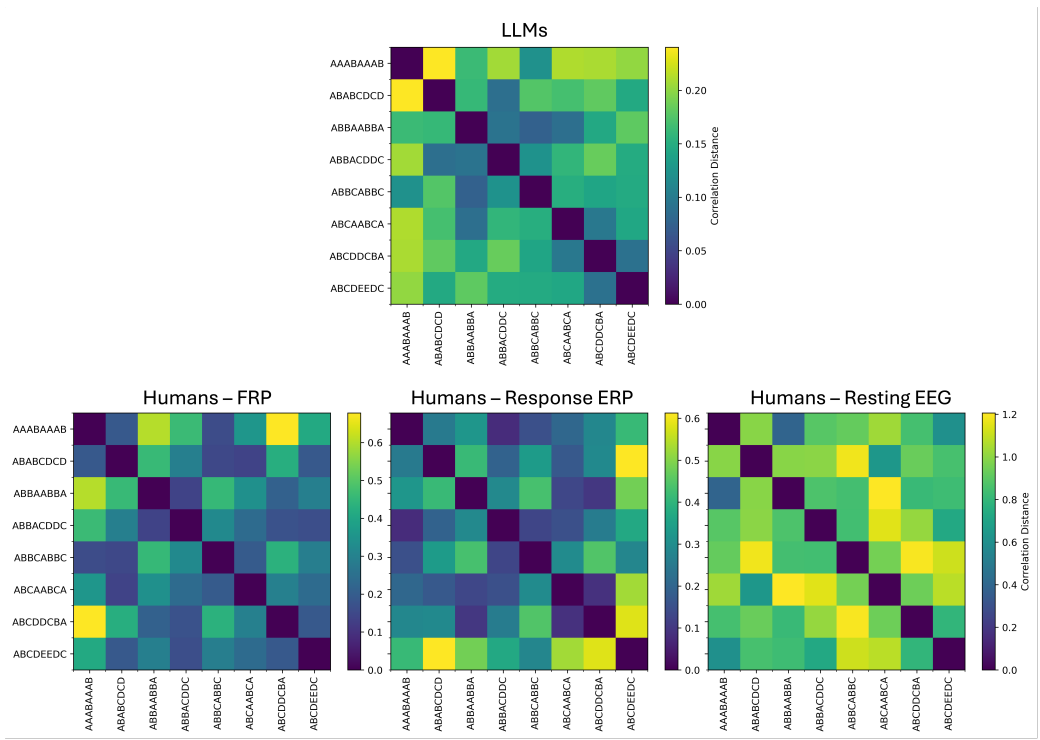 LLMs
AAABAAAB
ABABCDCD
ABBAABBA
ABBACDDC
ABBCABBC
ABCAABCA
ABCDDCBA
ABCDEEDC
0.20
0.15
0.10
0.05
0.00
Correlation Distance
AAABAAAB
ABABCDCD
ABBAABBA
ABBACDDC
ABBCABBC
ABCAABCA
ABCDDCBA
ABCDEEDC
Humans – FRP
AAABAAAB
ABABCDCD
ABBAABBA
ABBACDDC
ABBCABBC
ABCAABCA
ABCDDCBA
ABCDEEDC
0.6
0.5
0.4
0.3
0.2
0.1
0.0
AAABAAAB
ABABCDCD
ABBAABBA
ABBACDDC
ABBCABBC
ABCAABCA
ABCDDCBA
ABCDEEDC
Humans – Response ERP
0.6
0.5
0.4
0.3
0.2
0.1
0.0
AAABAAAB
ABABCDCD
ABBAABBA
ABBACDDC
ABBCABBC
ABCAABCA
ABCDDCBA
ABCDEEDC
Humans – Resting EEG
1.2
1.0
0.8
0.6
0.4
0.2
0.0
Correlation Distance
AAABAAAB
ABABCDCD
ABBAABBA
ABBACDDC
ABBCABBC
ABCAABCA
ABCDDCBA
ABCDEEDC